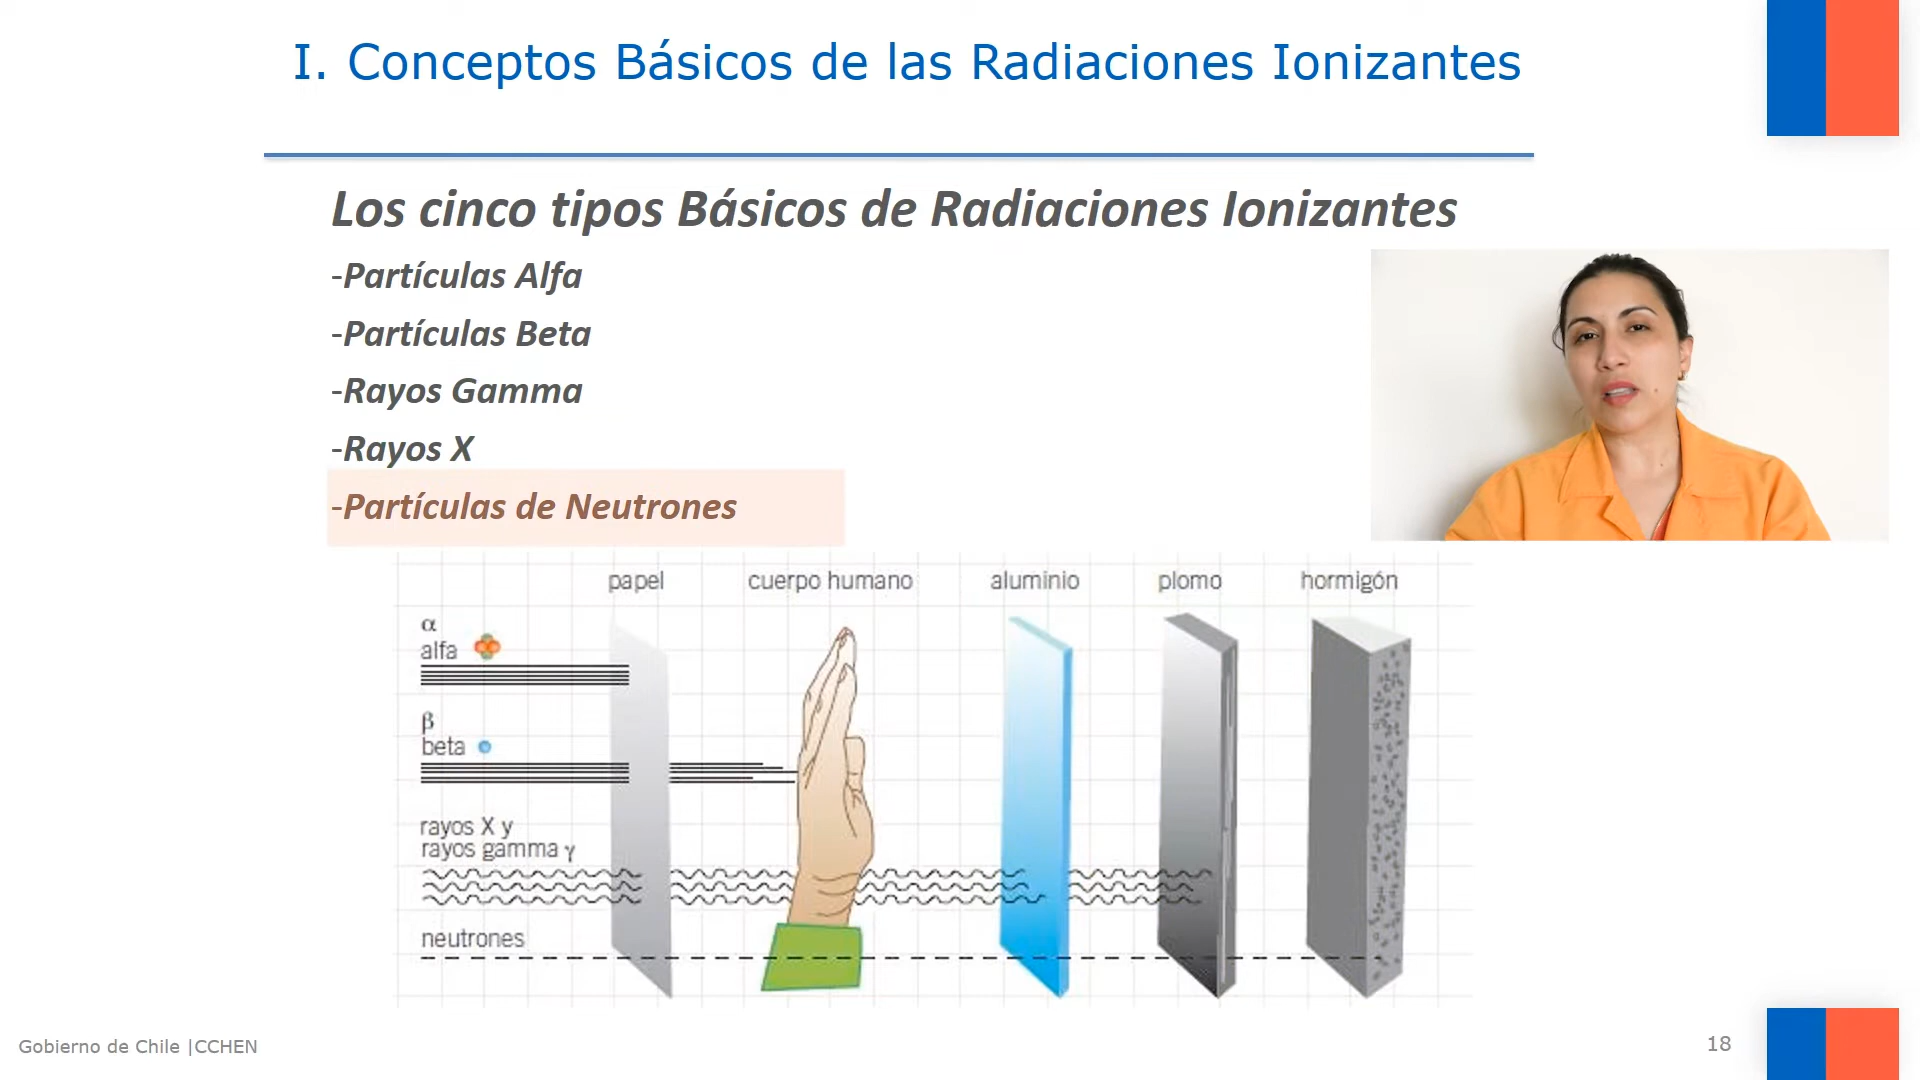 I. Conceptos Básicos de las Radiaciones Ionizantes
Los cinco tipos Básicos de Radiaciones Ionizantes
-Partículas Alfa
-Partículas Beta
-Rayos Gamma
-Rayos X
-Partículas de Neutrones
papel
cuerpo humano
aluminio
plomo
hormigón
α
alfa
β
beta
rayos X y
rayos gamma γ
neutrones
Gobierno de Chile |CCHEN
18